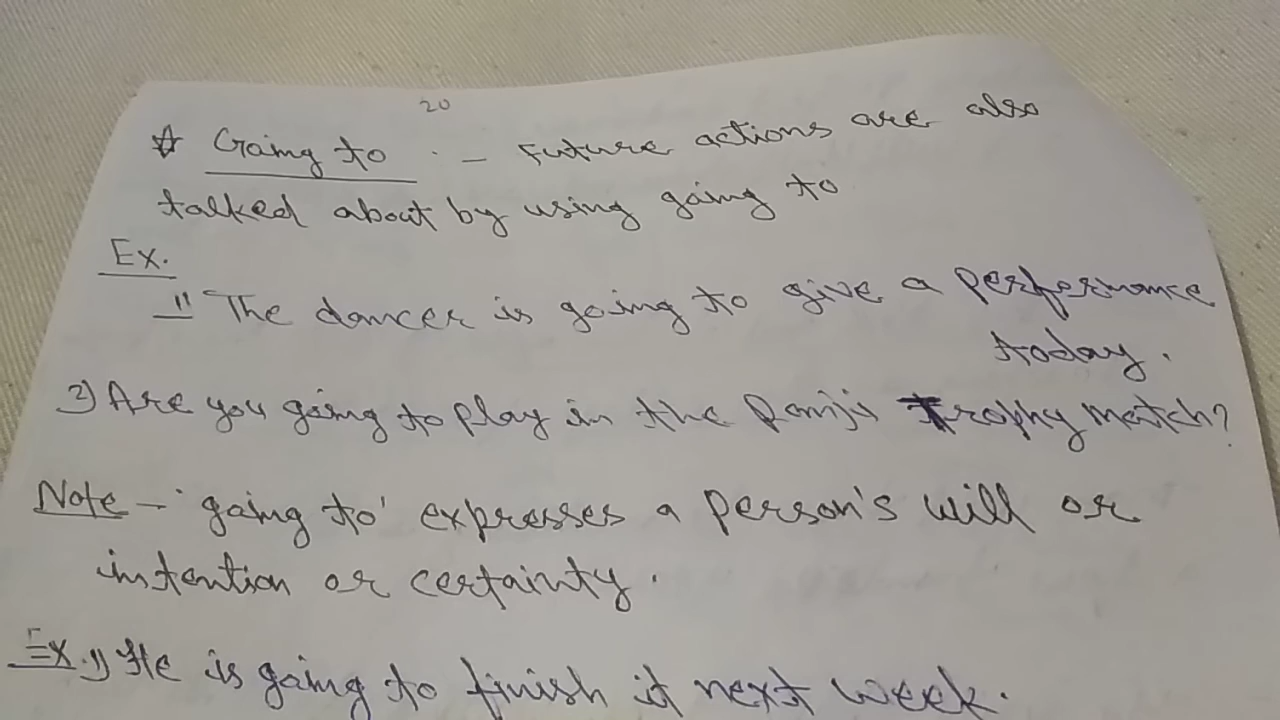 20
☆ Going to :- Future actions are also
talked about by using going to
Ex.
1) The dancer is going to give a performance
today.
2) Are you going to play in the Ranji Trophy match?
Note - 'going to' expresses a person's will or
intention or certainty.
Ex. 1) He is going to finish it next week.